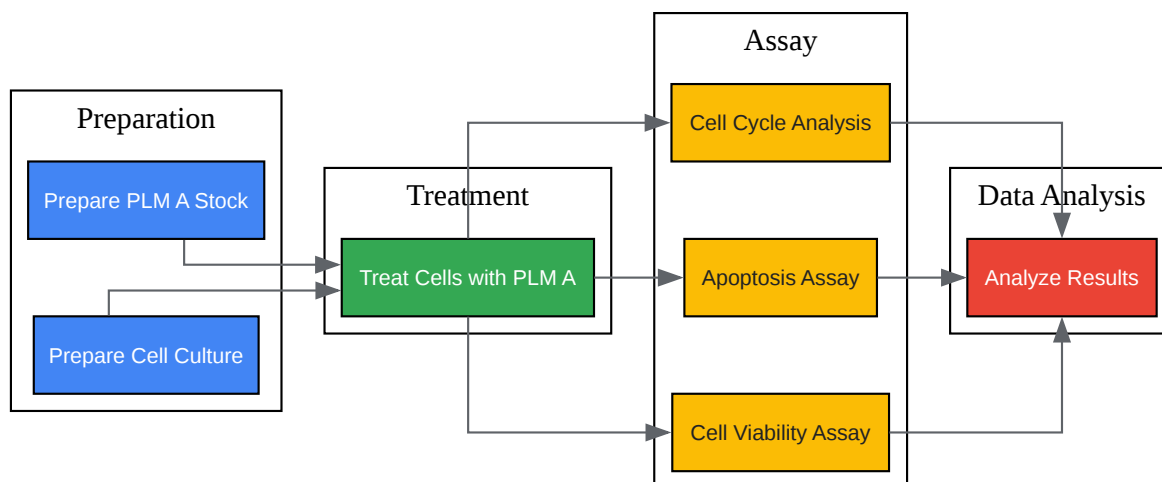 Preparation
Prepare PLM A Stock
Prepare Cell Culture
Treatment
Treat Cells with PLM A
Assay
Cell Cycle Analysis
Apoptosis Assay
Cell Viability Assay
Data Analysis
Analyze Results